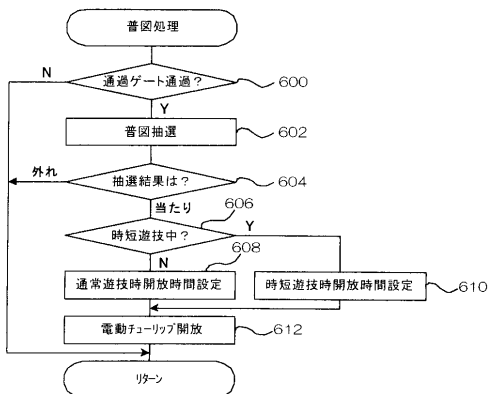 普図処理
N
通過ゲート通過？
600
Y
普図抽選
602
外れ
抽選結果は？
604
当たり
606
時短遊技中？
Y
N
608
通常遊技時開放時間設定
時短遊技時開放時間設定
610
電動チューリップ開放
612
リターン